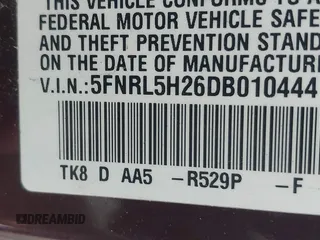 THIS VEHICLE CONFORMS TO A
FEDERAL MOTOR VEHICLE SAFE
AND THEFT PREVENTION STAND
ON THE DATE OF MANUFACTUR
V.I.N.:5FNRL5H26DB010444
TK8 D AA5 -R529P -F
DREAMBID